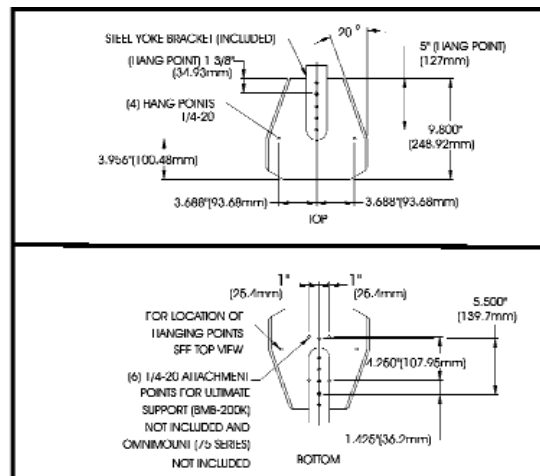 STEEL YOKE BRACKET (INCLUDED)
20°
5" (HANG POINT)
(127mm)
(HANG POINT) 1 3/8"
(34.93mm)
(4) HANG POINTS
1/4-20
9.800"
(248.92mm)
3.956"(100.48mm)
3.688"(93.68mm)
3.688"(93.68mm)
TOP
1"
(25.4mm)
1"
(25.4mm)
5.500"
(139.7mm)
FOR LOCATION OF
HANGING POINTS
SEE TOP VIEW
4.250"(107.95mm)
(6) 1/4-20 ATTACHMENT
POINTS FOR ULTIMATE
SUPPORT (BMB-200K)
NOT INCLUDED AND
OMNIMOUNT (75 SERIES)
NOT INCLUDED
1.425"(36.2mm)
BOTTOM